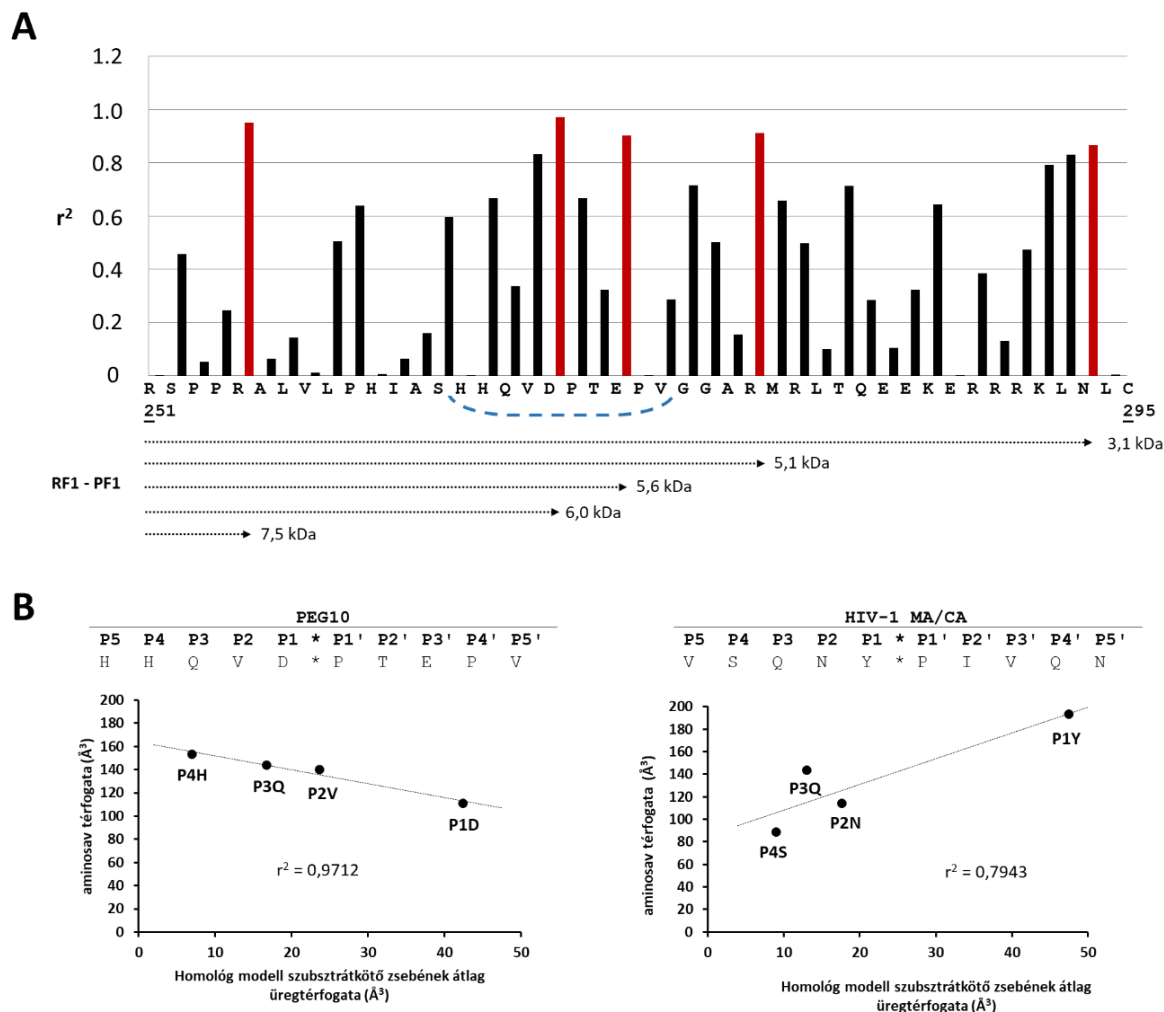 A
1.2
1.0
0.8
r²
0.6
0.4
0.2
0
R S P P R A L V L P H I A S H H Q V D P T E P V G G A R M R L T Q E E K E R R R K L N L C
251 295
3,1 kDa
5,1 kDa
RF1 - PF1
5,6 kDa
6,0 kDa
7,5 kDa
B
PEG10
P5 P4 P3 P2 P1 * P1' P2' P3' P4' P5'
H H Q V D * P T E P V
aminosav térfogata (Å³)
200
180
160
140
120
100
80
60
40
20
0
P4H
P3Q
P2V
P1D
r² = 0,9712
0 10 20 30 40 50
Homológ modell szubsztrátkötő zsebének átlag
üregtérfogata (Å³)
HIV-1 MA/CA
P5 P4 P3 P2 P1 * P1' P2' P3' P4' P5'
V S Q N Y * P I V Q N
aminosav térfogata (Å³)
200
180
160
140
120
100
80
60
40
20
0
P1Y
P3Q
P2N
P4S
r² = 0,7943
0 10 20 30 40 50
Homológ modell szubsztrátkötő zsebének átlag
üregtérfogata (Å³)